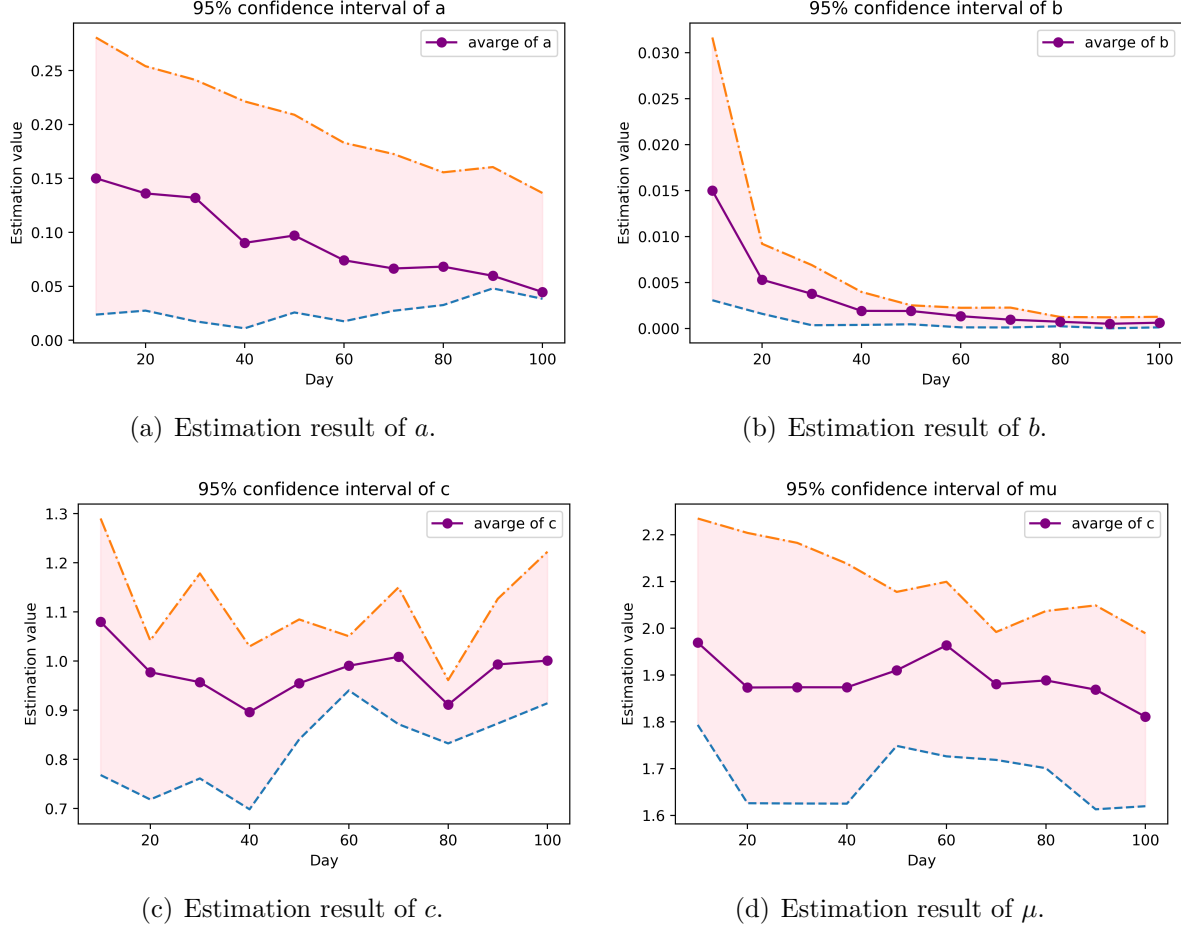 95% confidence interval of a
avarge of a
Estimation value
0.25
0.20
0.15
0.10
0.05
0.00
20 40 60 80 100
Day
(a) Estimation result of a.
95% confidence interval of b
avarge of b
Estimation value
0.030
0.025
0.020
0.015
0.010
0.005
0.000
20 40 60 80 100
Day
(b) Estimation result of b.
95% confidence interval of c
avarge of c
Estimation value
1.3
1.2
1.1
1.0
0.9
0.8
0.7
20 40 60 80 100
Day
(c) Estimation result of c.
95% confidence interval of mu
avarge of c
Estimation value
2.2
2.1
2.0
1.9
1.8
1.7
1.6
20 40 60 80 100
Day
(d) Estimation result of μ.